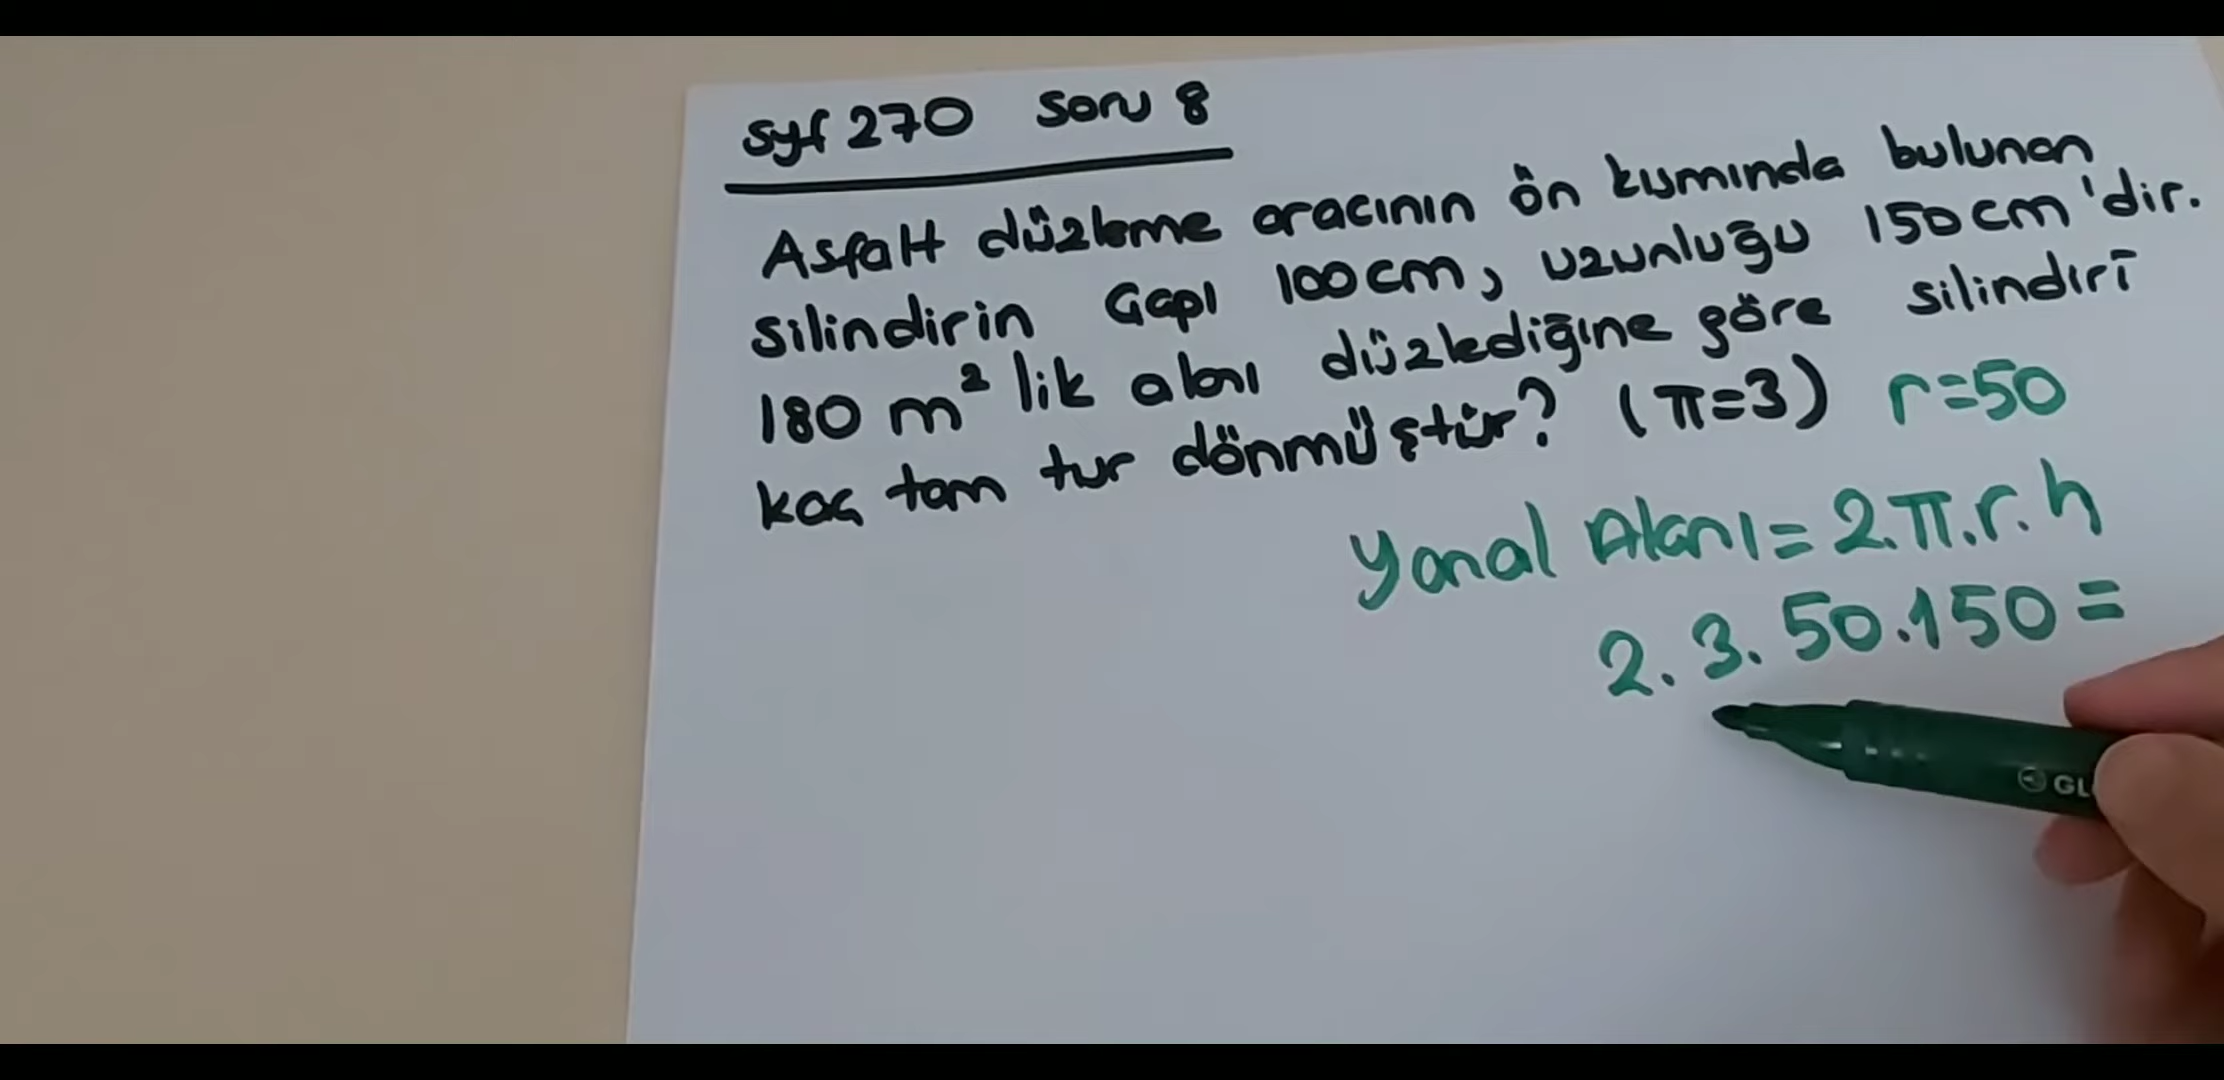 Syf 270 Soru 8
Asfalt düzleme aracının ön kısmında bulunan
silindirin çapı 100 cm, uzunluğu 150 cm'dir.
180 m² lik alanı düzlediğine göre silindiri
kaç tam tur dönmüştür? (π=3) r=50
Yanal Alanı = 2.π.r.h
2.3.50.150=
GL